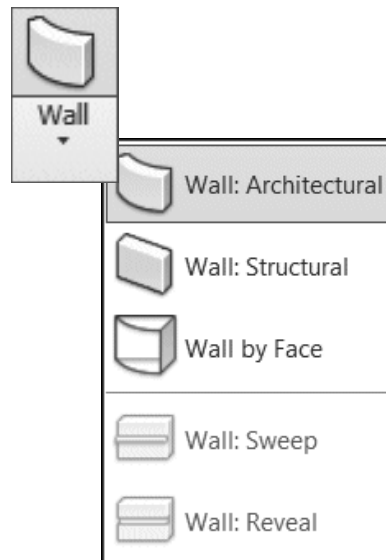 Wall
Wall: Architectural
Wall: Structural
Wall by Face
Wall: Sweep
Wall: Reveal